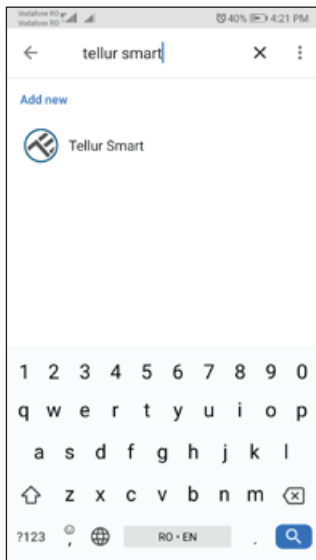 Vodafone RO
Vodafone RO
40% 4:21 PM
tellur smart
Add new
Tellur Smart
1 2 3 4 5 6 7 8 9 0
q w e r t y u i o p
a s d f g h j k l
z x c v b n m
?123 , RO • EN .